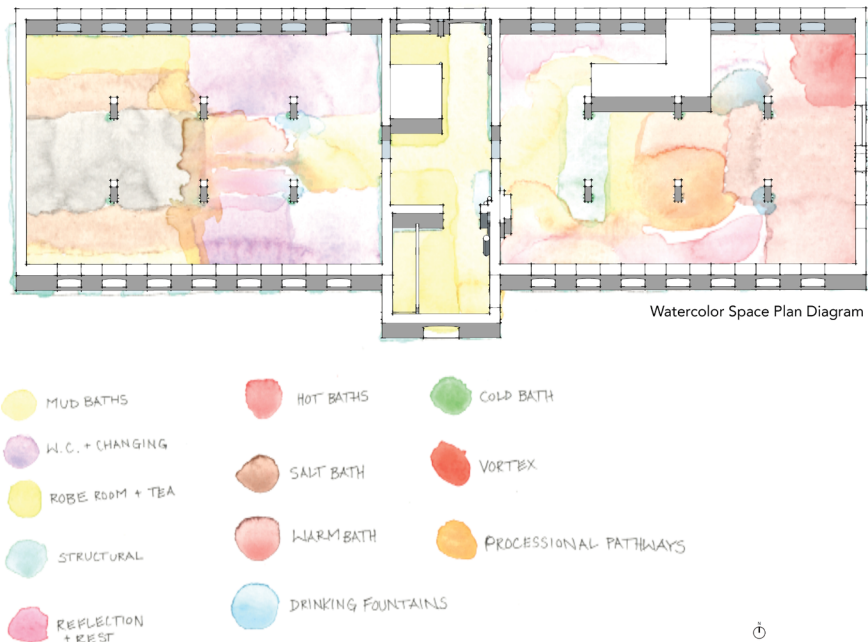 Watercolor Space Plan Diagram
MUD BATHS
W.C. + CHANGING
ROBE ROOM + TEA
STRUCTURAL
REFLECTION
+ REST
HOT BATHS
SALT BATH
WARM BATH
DRINKING FOUNTAINS
COLD BATH
VORTEX
PROCESSIONAL PATHWAYS
N